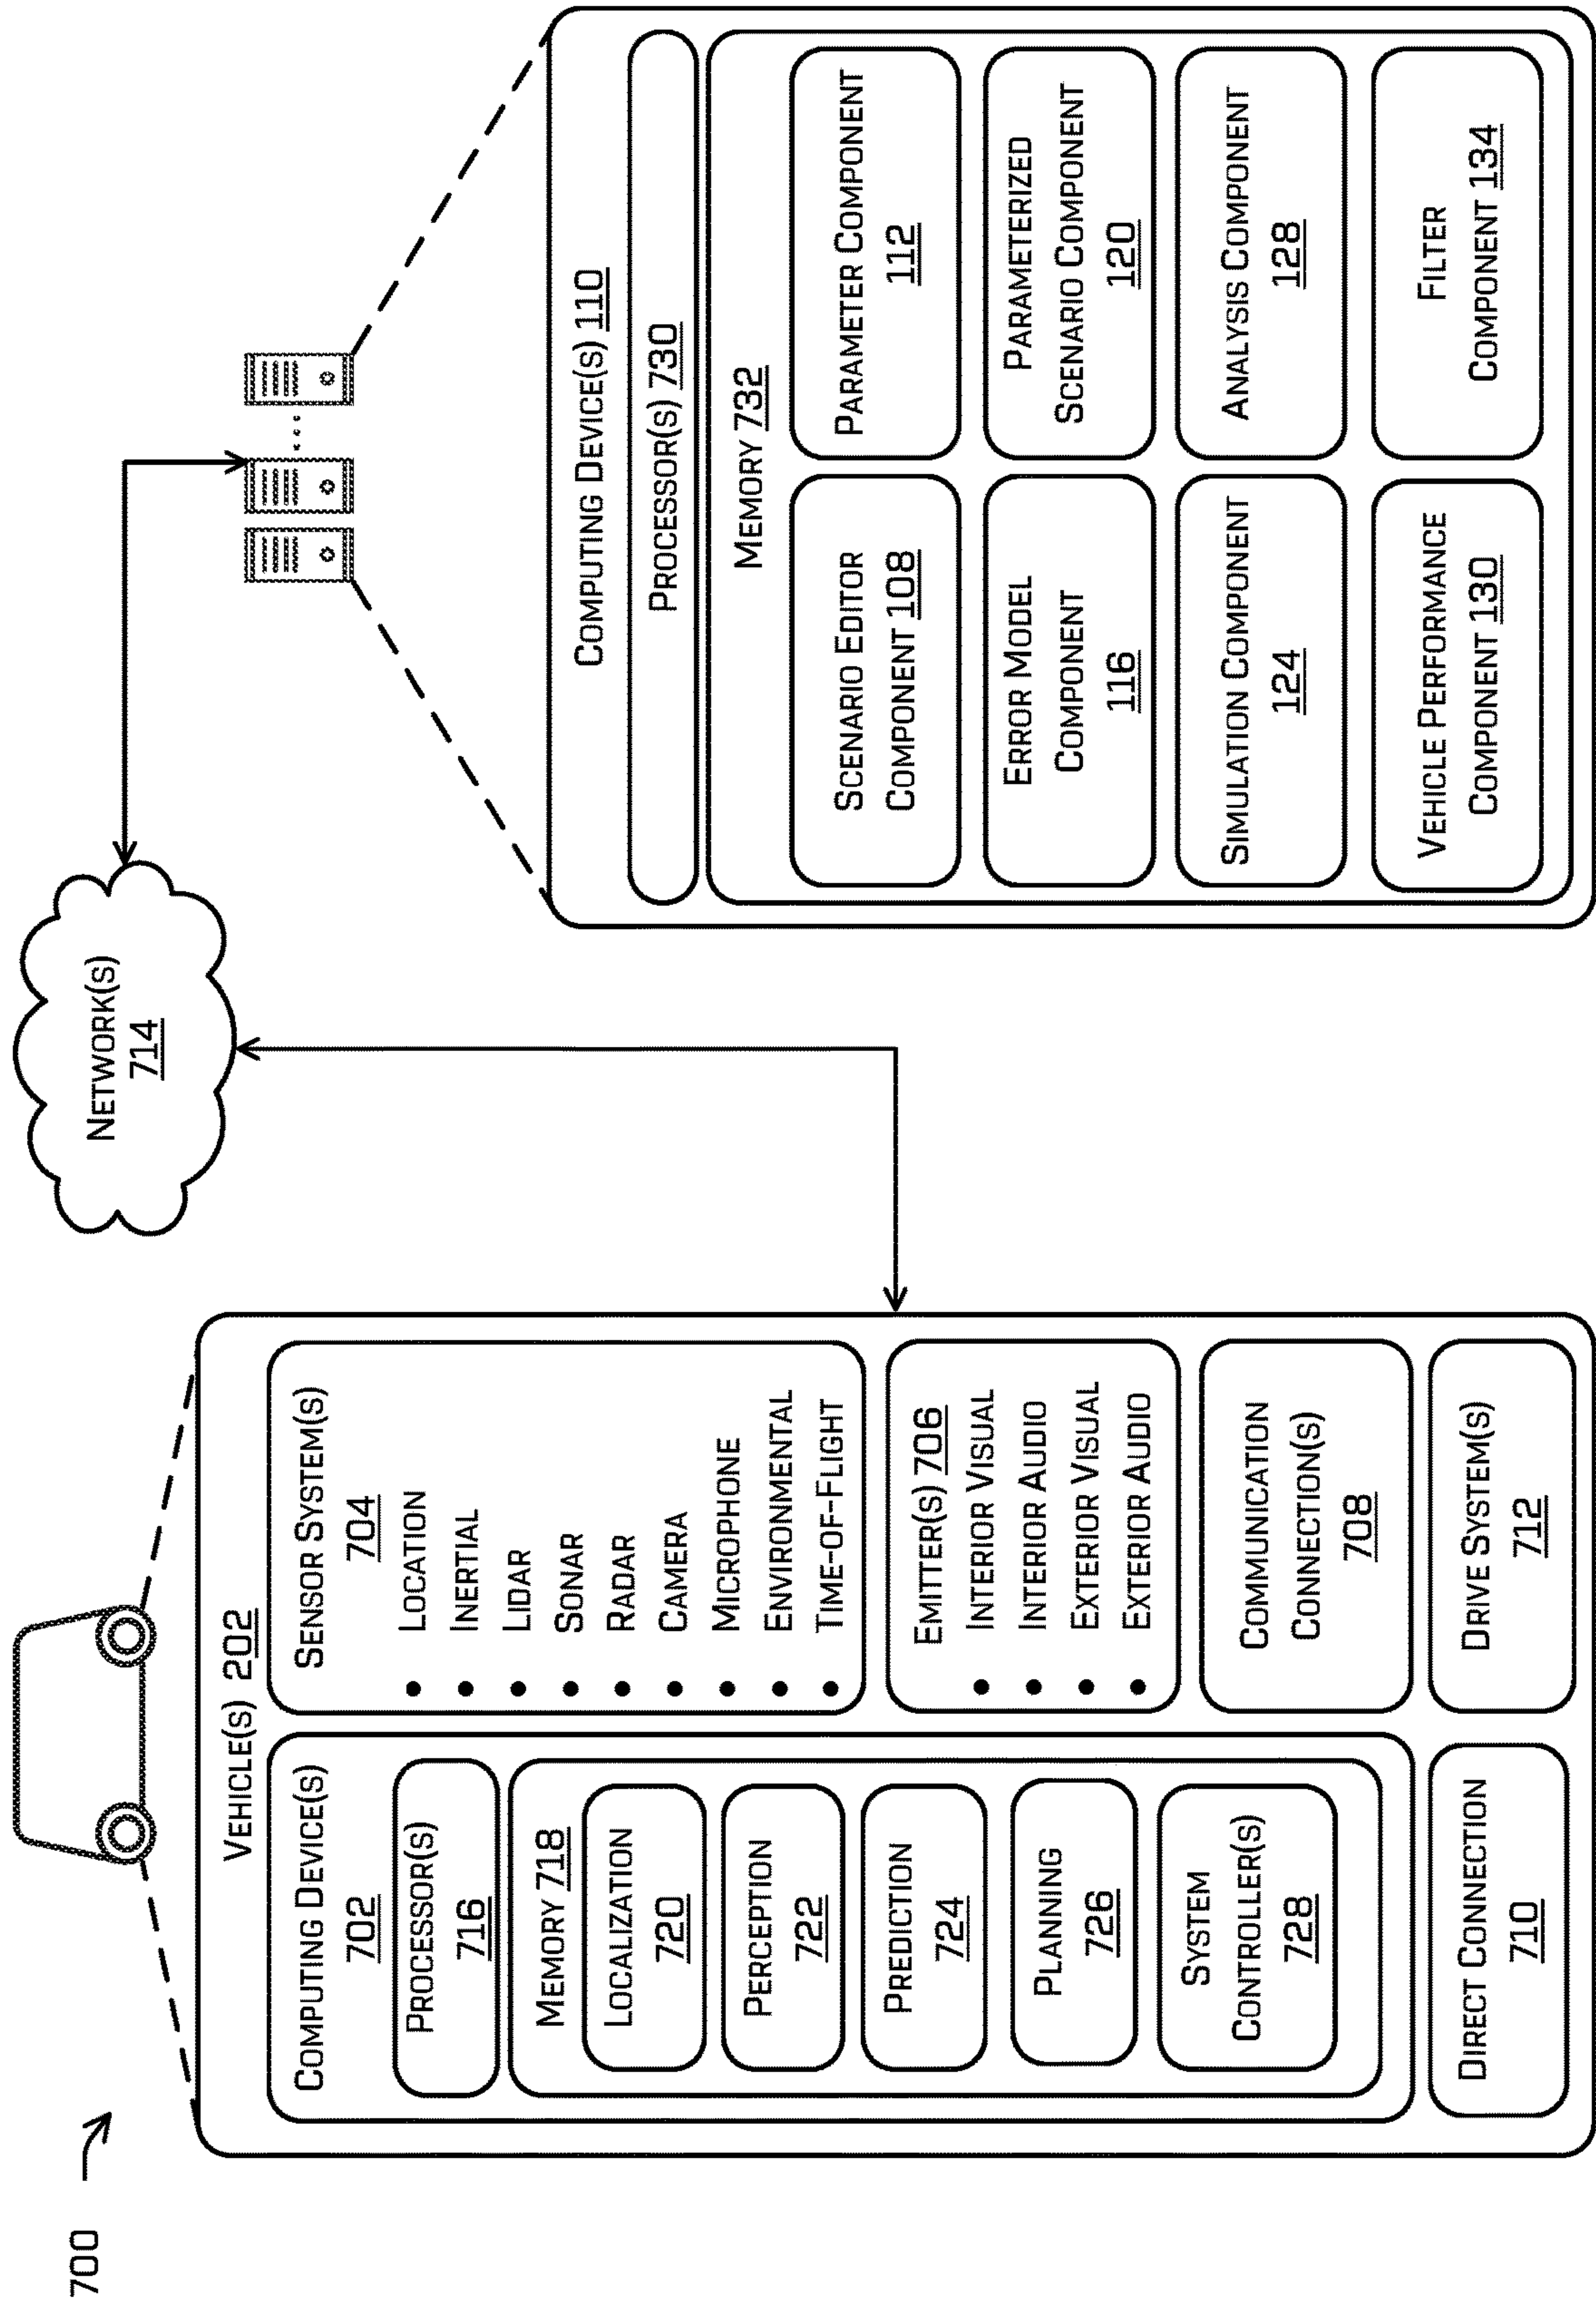 700
VEHICLE(S) 202
COMPUTING DEVICE(S)
702
PROCESSOR(S)
716
MEMORY 718
LOCALIZATION
720
PERCEPTION
722
PREDICTION
724
PLANNING
726
SYSTEM
CONTROLLER(S)
728
DIRECT CONNECTION
710
SENSOR SYSTEM(S)
704
• LOCATION
• INERTIAL
• LIDAR
• SONAR
• RADAR
• CAMERA
• MICROPHONE
• ENVIRONMENTAL
• TIME-OF-FLIGHT
EMITTER(S) 706
• INTERIOR VISUAL
• INTERIOR AUDIO
• EXTERIOR VISUAL
• EXTERIOR AUDIO
COMMUNICATION
CONNECTION(S)
708
DRIVE SYSTEM(S)
712
NETWORK(S)
714
COMPUTING DEVICE(S) 110
PROCESSOR(S) 730
MEMORY 732
SCENARIO EDITOR
COMPONENT 108
PARAMETER COMPONENT
112
ERROR MODEL
COMPONENT
116
PARAMETERIZED
SCENARIO COMPONENT
120
SIMULATION COMPONENT
124
ANALYSIS COMPONENT
128
VEHICLE PERFORMANCE
COMPONENT 130
FILTER
COMPONENT 134